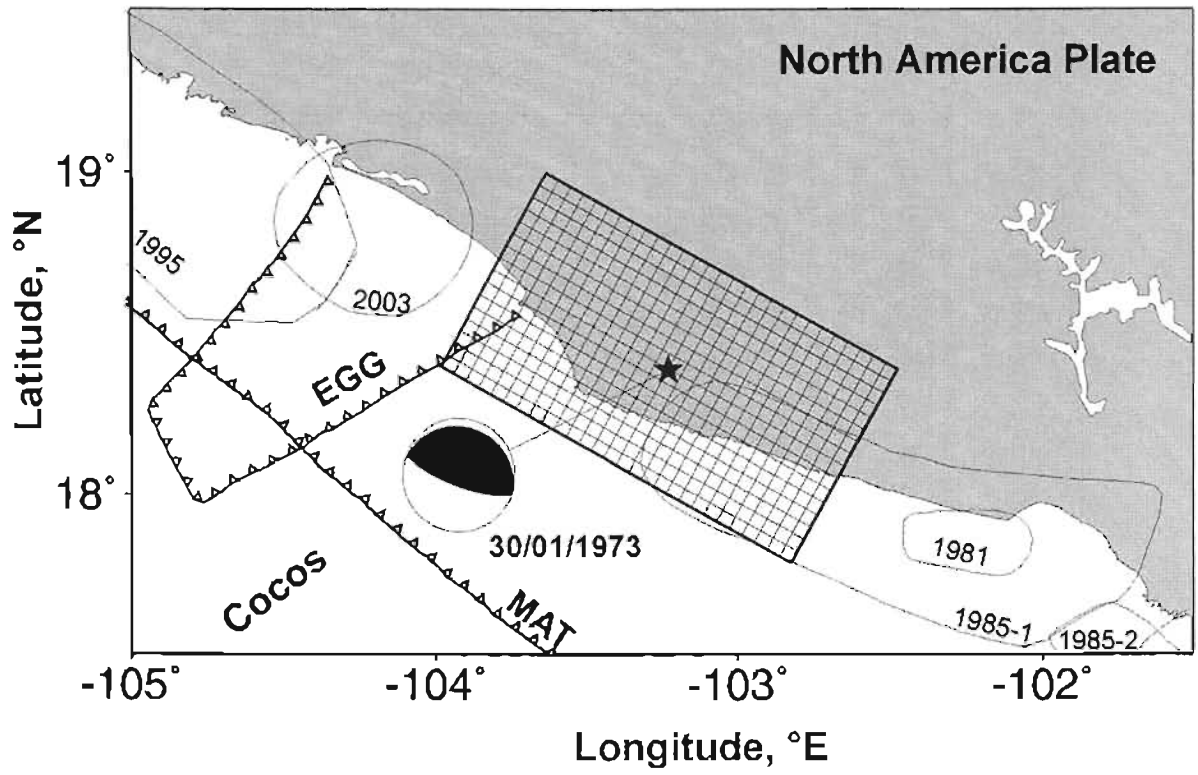 North America Plate
19°
1995
2003
EGG
18°
30/01/1973
1981
Cocos
MAT
1985-1
1985-2
-105°
-104°
-103°
-102°
Latitude, °N
Longitude, °E